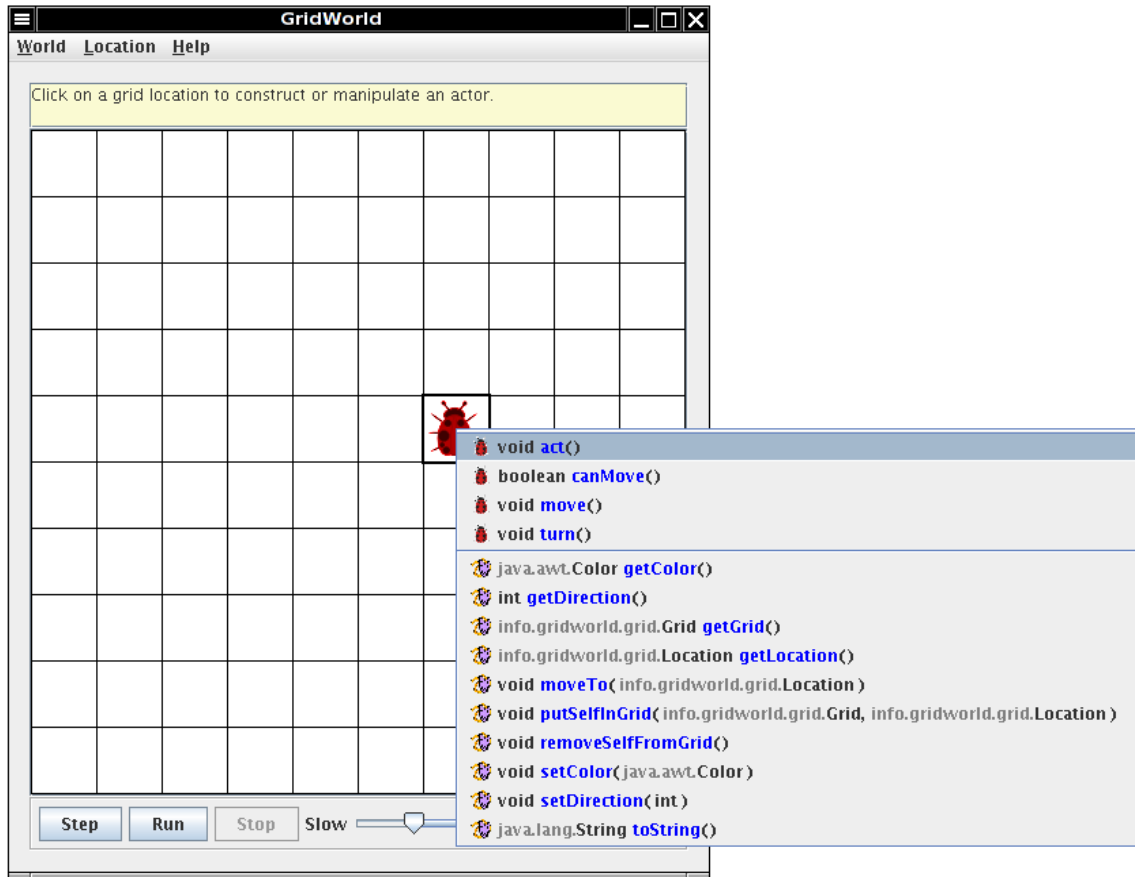 GridWorld
World Location Help
Click on a grid location to construct or manipulate an actor.
void act()
boolean canMove()
void move()
void turn()
java.awt.Color getColor()
int getDirection()
info.gridworld.grid.Grid getGrid()
info.gridworld.grid.Location getLocation()
void moveTo(info.gridworld.grid.Location)
void putSelfInGrid(info.gridworld.grid.Grid, info.gridworld.grid.Location)
void removeSelfFromGrid()
void setColor(java.awt.Color)
void setDirection(int)
java.lang.String toString()
Step Run Stop Slow